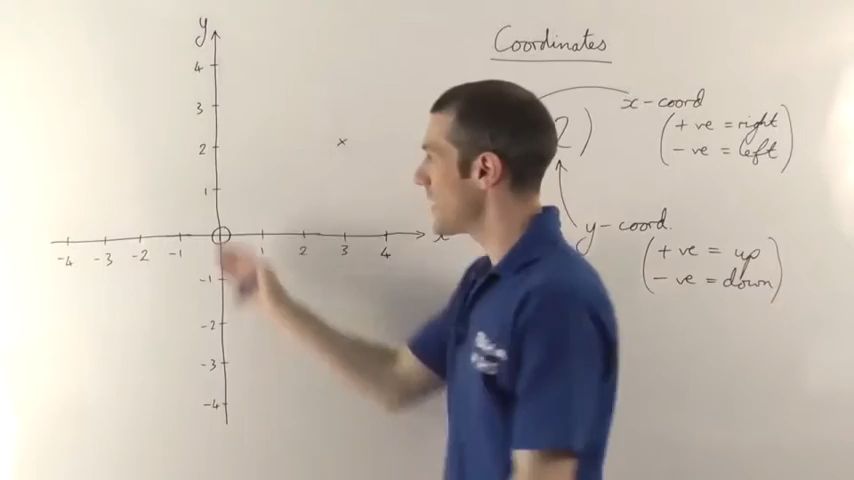 Coordinates
y
4
3
2
1
-4 -3 -2 -1 1 2 3 4 x
-1
-2
-3
-4
2)
x-coord
(+ve = right
-ve = left)
y-coord.
(+ve = up
-ve = down)